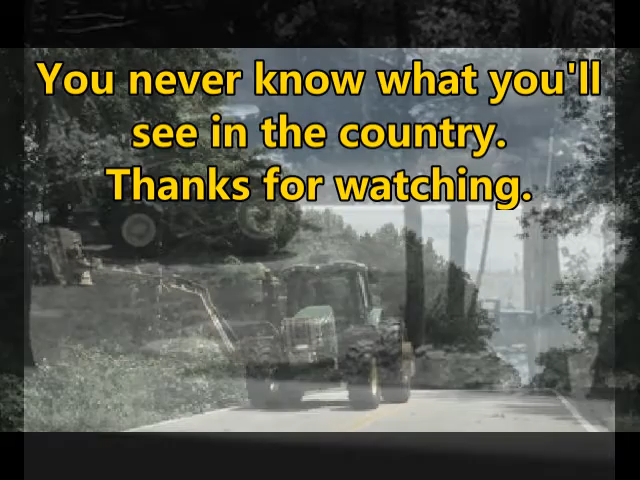 You never know what you'll
see in the country.
Thanks for watching.